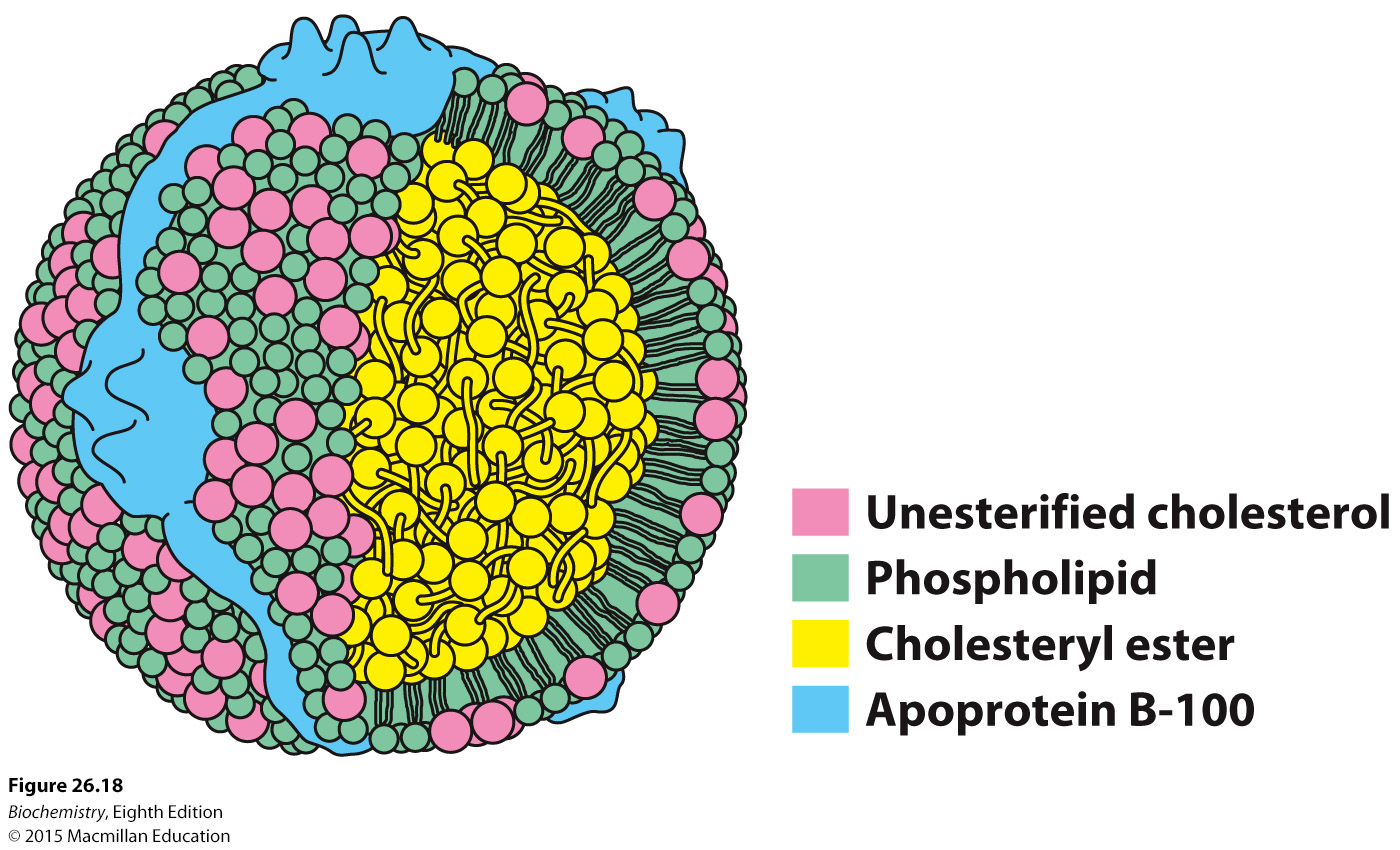 Unesterified cholesterol
Phospholipid
Cholesteryl ester
Apoprotein B-100
Figure 26.18
Biochemistry, Eighth Edition
© 2015 Macmillan Education